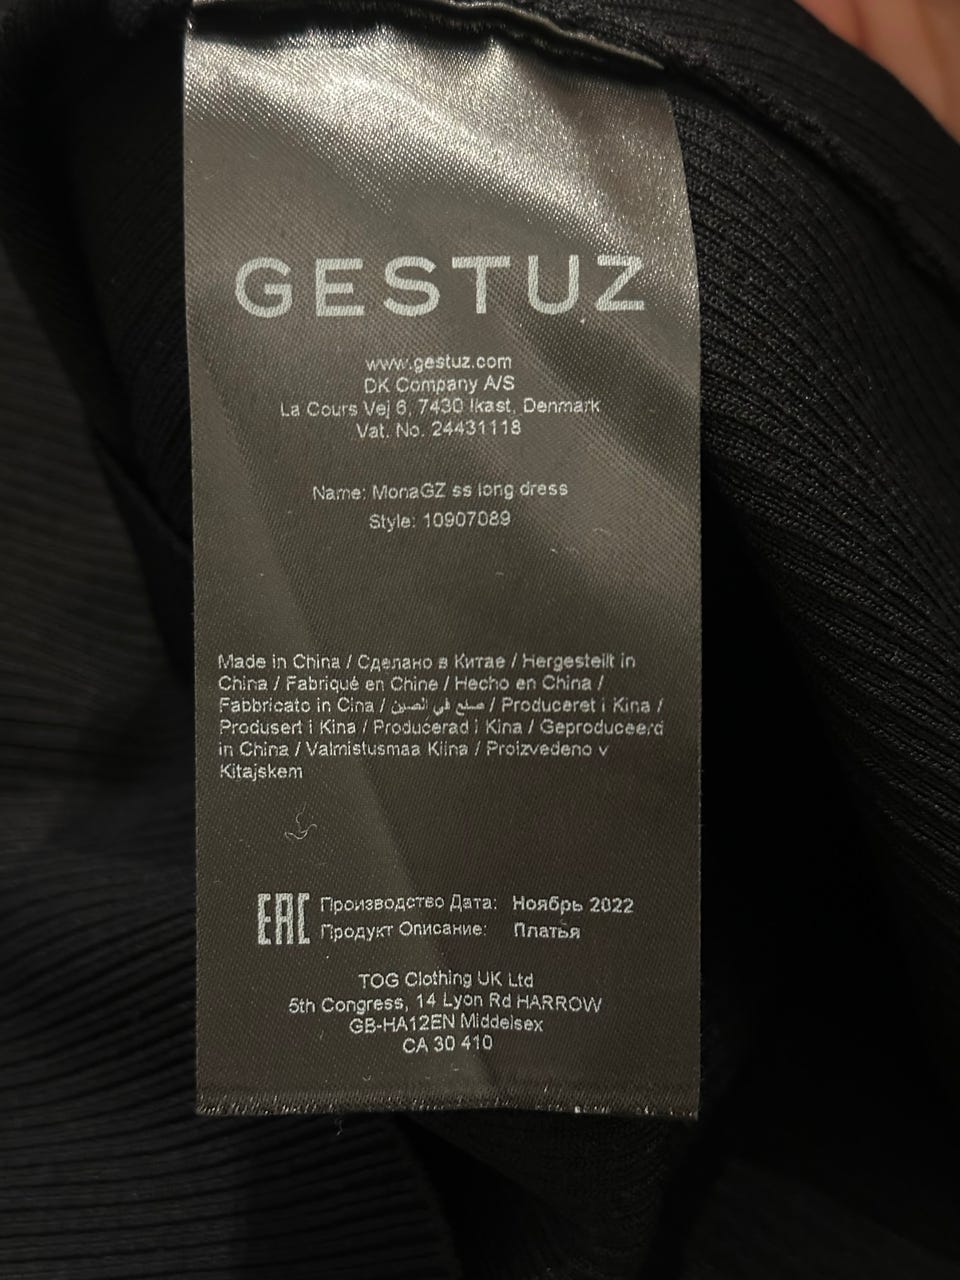 GESTUZ
www.gestuz.com
DK Company A/S
La Cours Vej 6, 7430 Ikast, Denmark
Vat. No. 24431118
Name: MonaGZ ss long dress
Style: 10907089
Made in China / Сделано в Китае / Hergestellt in
China / Fabriqué en Chine / Hecho en China /
Fabbricato in Cina / صنع في الصين / Produceret i Kina /
Produsert i Kina / Producerad i Kina / Geproduceerd
in China / Valmistusmaa Kiina / Proizvedeno v
Kitajskem
EAC Производство Дата: Ноябрь 2022
Продукт Описание: Платья
TOG Clothing UK Ltd
5th Congress, 14 Lyon Rd HARROW
GB-HA12EN Middelsex
CA 30 410